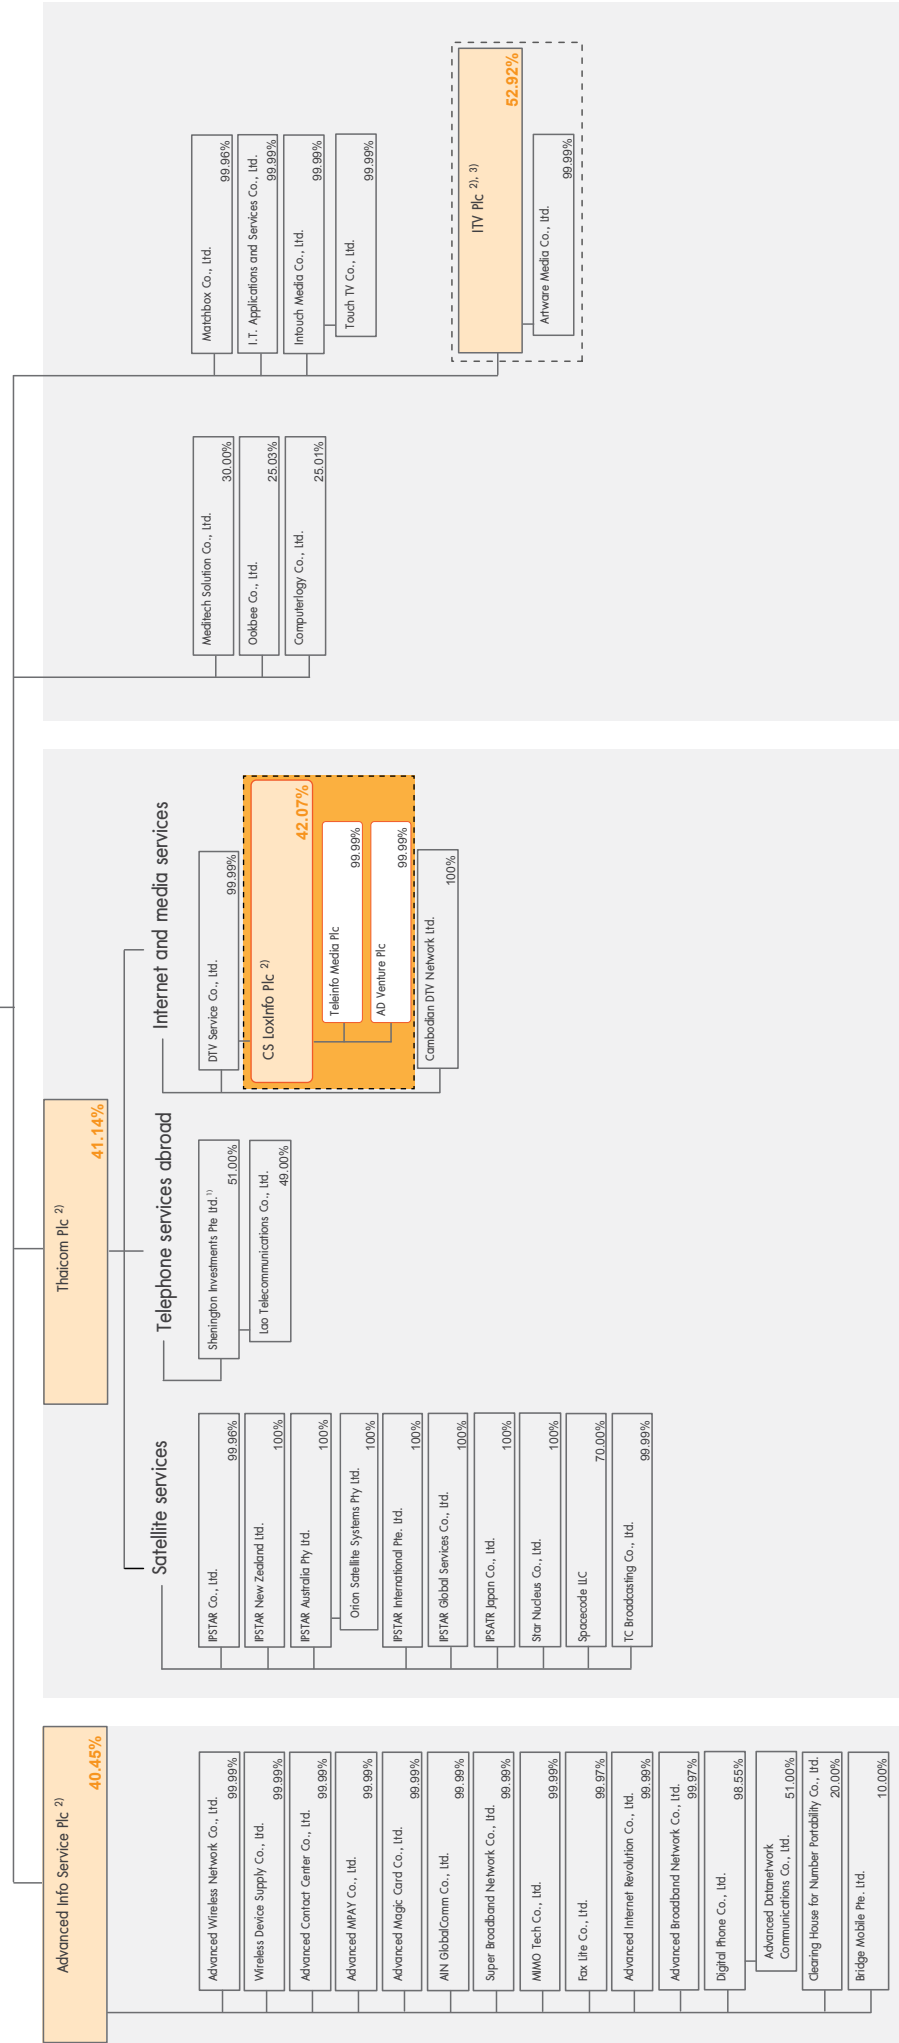 Advanced Info Service Plc 2)
40.45%
Advanced Wireless Network Co., Ltd.
99.99%
Wireless Device Supply Co., Ltd.
99.99%
Advanced Contact Center Co., Ltd.
99.99%
Advanced MPAY Co., Ltd.
99.99%
Advanced Magic Card Co., Ltd.
99.99%
AIN GlobalComm Co., Ltd.
99.99%
Super Broadband Network Co., Ltd.
99.99%
MIMO Tech Co., Ltd.
99.99%
Fax Lite Co., Ltd.
99.97%
Advanced Internet Revolution Co., Ltd.
99.99%
Advanced Broadband Network Co., Ltd.
99.97%
Digital Phone Co., Ltd.
98.55%
Advanced Datanetwork
Communications Co., Ltd.
51.00%
Clearing House for Number Portability Co., Ltd.
20.00%
Bridge Mobile Pte. Ltd.
10.00%
Thaicom Plc 2)
41.14%
Satellite services
IPSTAR Co., Ltd.
99.96%
IPSTAR New Zealand Ltd.
100%
IPSTAR Australia Pty Ltd.
100%
Orion Satellite Systems Pty Ltd.
100%
IPSTAR International Pte. Ltd.
100%
IPSTAR Global Services Co., Ltd.
100%
IPSATR Japan Co., Ltd.
100%
Star Nucleus Co., Ltd.
100%
Spacecode LLC
70.00%
TC Broadcasting Co., Ltd.
99.99%
Telephone services abroad
Shenington Investments Pte Ltd.1)
51.00%
Lao Telecommunications Co., Ltd.
49.00%
Internet and media services
DTV Service Co., Ltd.
99.99%
CS LoxInfo Plc 2)
42.07%
Teleinfo Media Plc
99.99%
AD Venture Plc
99.99%
Cambodian DTV Network Ltd.
100%
Meditech Solution Co., Ltd.
30.00%
Ookbee Co., Ltd.
25.03%
Computerlogy Co., Ltd.
25.01%
Matchbox Co., Ltd.
99.96%
I.T. Applications and Services Co., Ltd.
99.99%
Intouch Media Co., Ltd.
99.99%
Touch TV Co., Ltd.
99.99%
ITV Plc 2), 3)
52.92%
Artware Media Co., Ltd.
99.99%